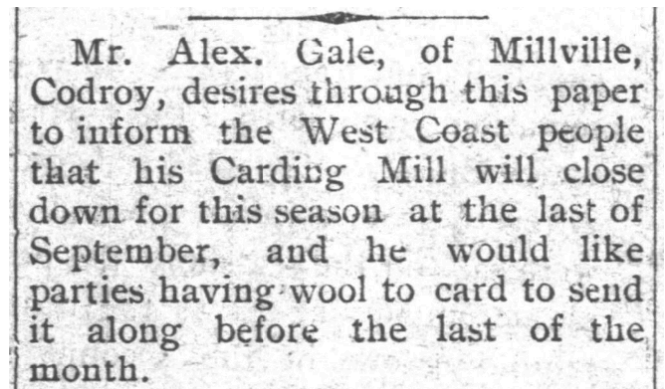 Mr. Alex. Gale, of Millville,
Codroy, desires through this paper
to inform the West Coast people
that his Carding Mill will close
down for this season at the last of
September, and he would like
parties having wool to card to send
it along before the last of the
month.